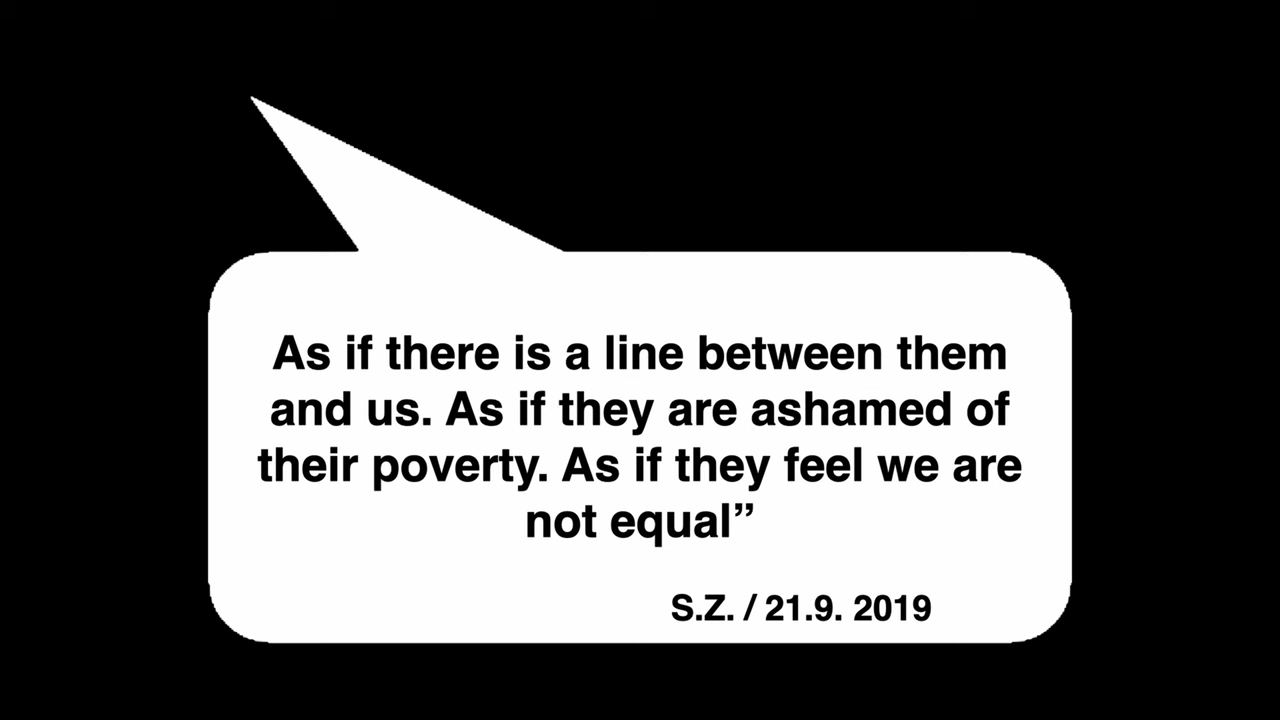 As if there is a line between them
and us. As if they are ashamed of
their poverty. As if they feel we are
not equal”
S.Z. / 21.9. 2019